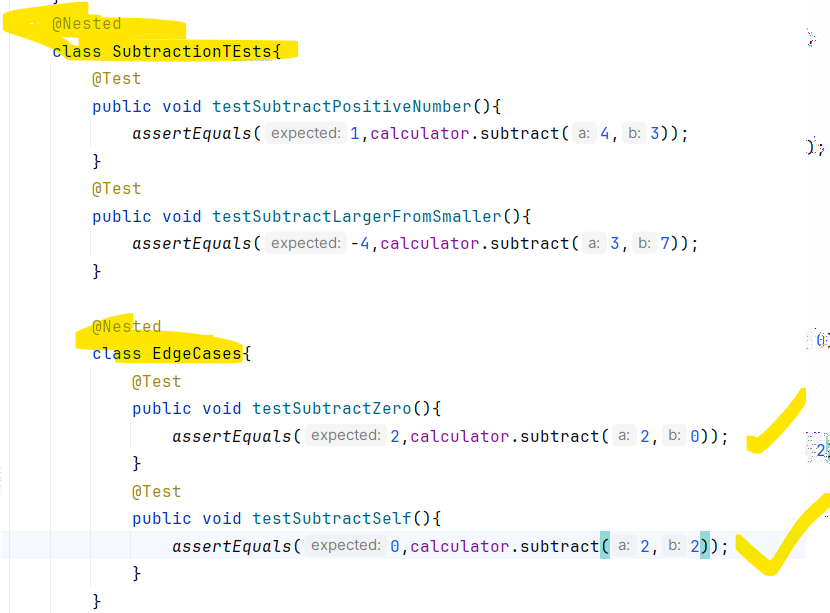 }
@Nested
class SubtractionTEsts{
@Test
public void testSubtractPositiveNumber(){
assertEquals( expected: 1,calculator.subtract( a: 4, b: 3));
}
@Test
public void testSubtractLargerFromSmaller(){
assertEquals( expected: -4,calculator.subtract( a: 3, b: 7));
}
@Nested
class EdgeCases{
@Test
public void testSubtractZero(){
assertEquals( expected: 2,calculator.subtract( a: 2, b: 0));
}
@Test
public void testSubtractSelf(){
assertEquals( expected: 0,calculator.subtract( a: 2, b: 2));
}
}